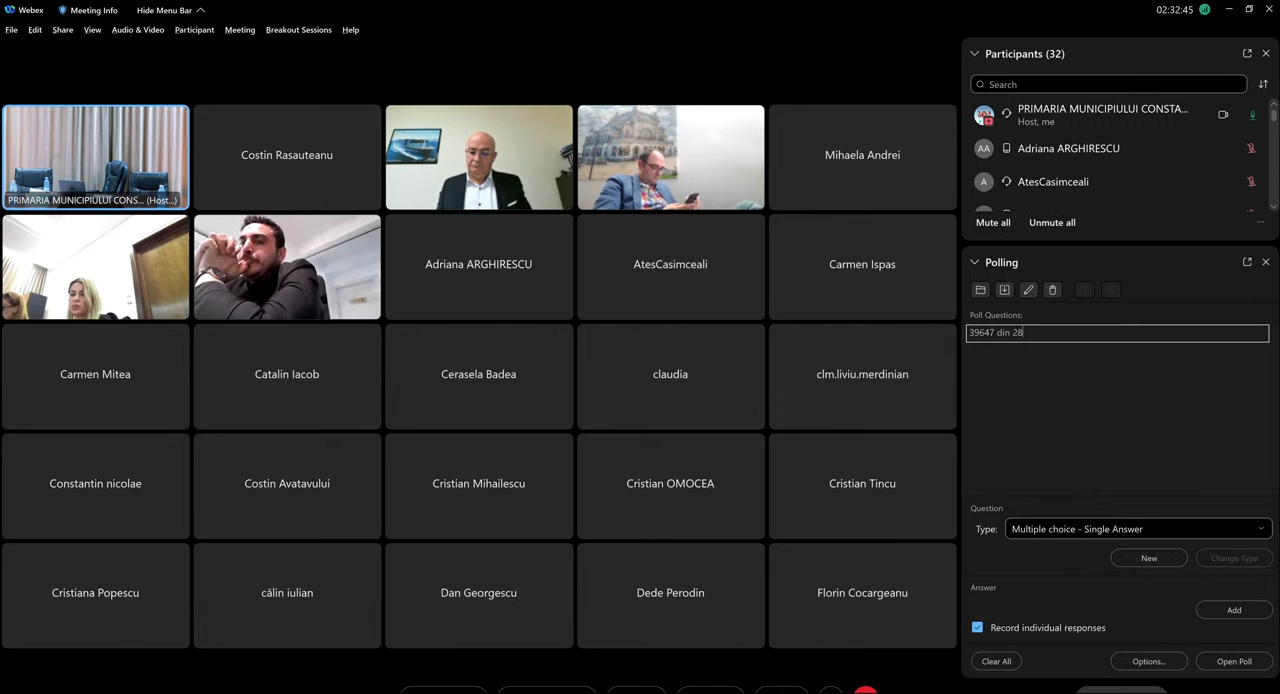 Webex
Meeting Info
Hide Menu Bar
02:32:45
File Edit Share View Audio & Video Participant Meeting Breakout Sessions Help
PRIMARIA MUNICIPIULUI CONS... (Host...)
Costin Rasauteanu
Mihaela Andrei
Adriana ARGHIRESCU
AtesCasimceali
Carmen Ispas
Carmen Mitea
Catalin Iacob
Cerasela Badea
claudia
clm.liviu.merdinian
Constantin nicolae
Costin Avatavului
Cristian Mihailescu
Cristian OMOCEA
Cristian Tincu
Cristiana Popescu
călin iulian
Dan Georgescu
Dede Perodin
Florin Cocargeanu
Participants (32)
Search
PRIMARIA MUNICIPIULUI CONSTA...
Host, me
AA Adriana ARGHIRESCU
A AtesCasimceali
Mute all Unmute all ...
Polling
Poll Questions:
39647 din 28
Question
Type: Multiple choice - Single Answer
New Change Type
Answer
Add
Record individual responses
Clear All Options... Open Poll